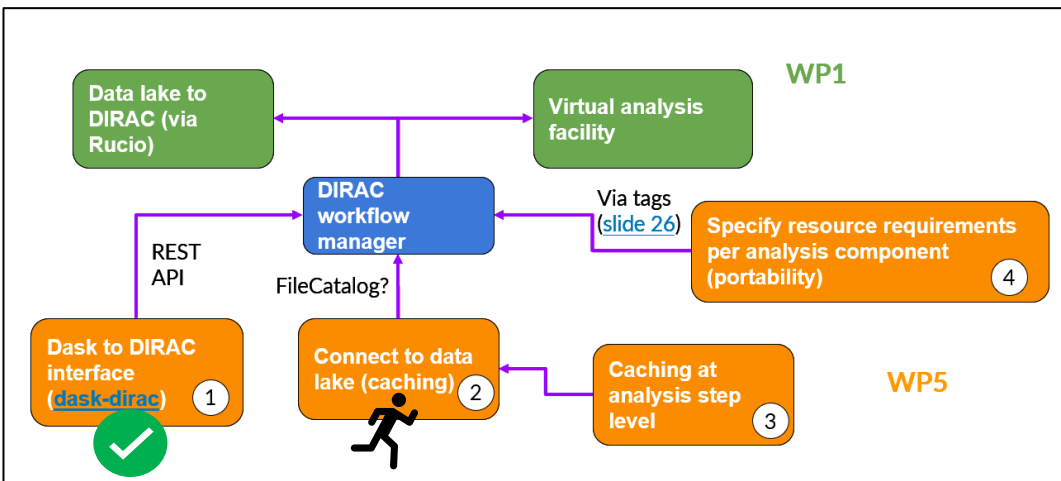 WP1
Data lake to
DIRAC (via
Rucio)
Virtual analysis
facility
DIRAC
workflow
manager
Via tags
(slide 26)
Specify resource requirements
per analysis component
(portability)
4
REST
API
FileCatalog?
Dask to DIRAC
interface
(dask-dirac)
1
Connect to data
lake (caching)
2
Caching at
analysis step
level
3
WP5